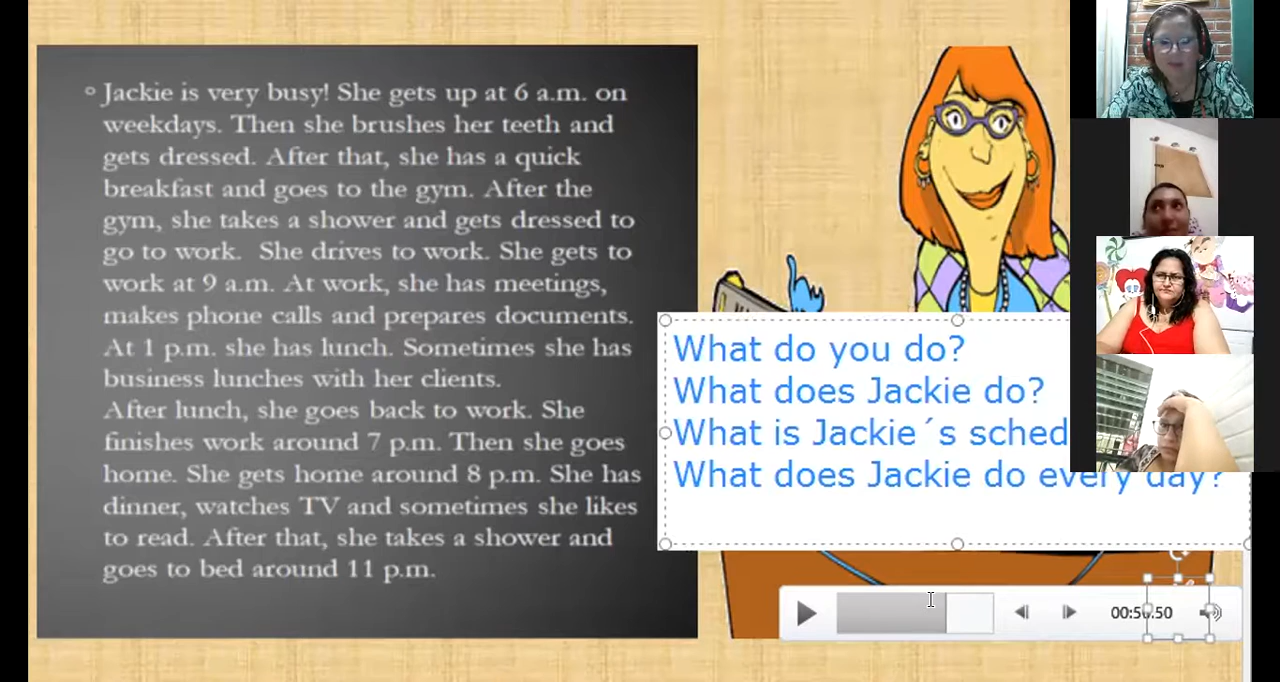 Jackie is very busy! She gets up at 6 a.m. on
weekdays. Then she brushes her teeth and
gets dressed. After that, she has a quick
breakfast and goes to the gym. After the
gym, she takes a shower and gets dressed to
go to work. She drives to work. She gets to
work at 9 a.m. At work, she has meetings,
makes phone calls and prepares documents.
At 1 p.m. she has lunch. Sometimes she has
business lunches with her clients.
After lunch, she goes back to work. She
finishes work around 7 p.m. Then she goes
home. She gets home around 8 p.m. She has
dinner, watches TV and sometimes she likes
to read. After that, she takes a shower and
goes to bed around 11 p.m.
What do you do?
What does Jackie do?
What is Jackie´s sched
What does Jackie do every day?